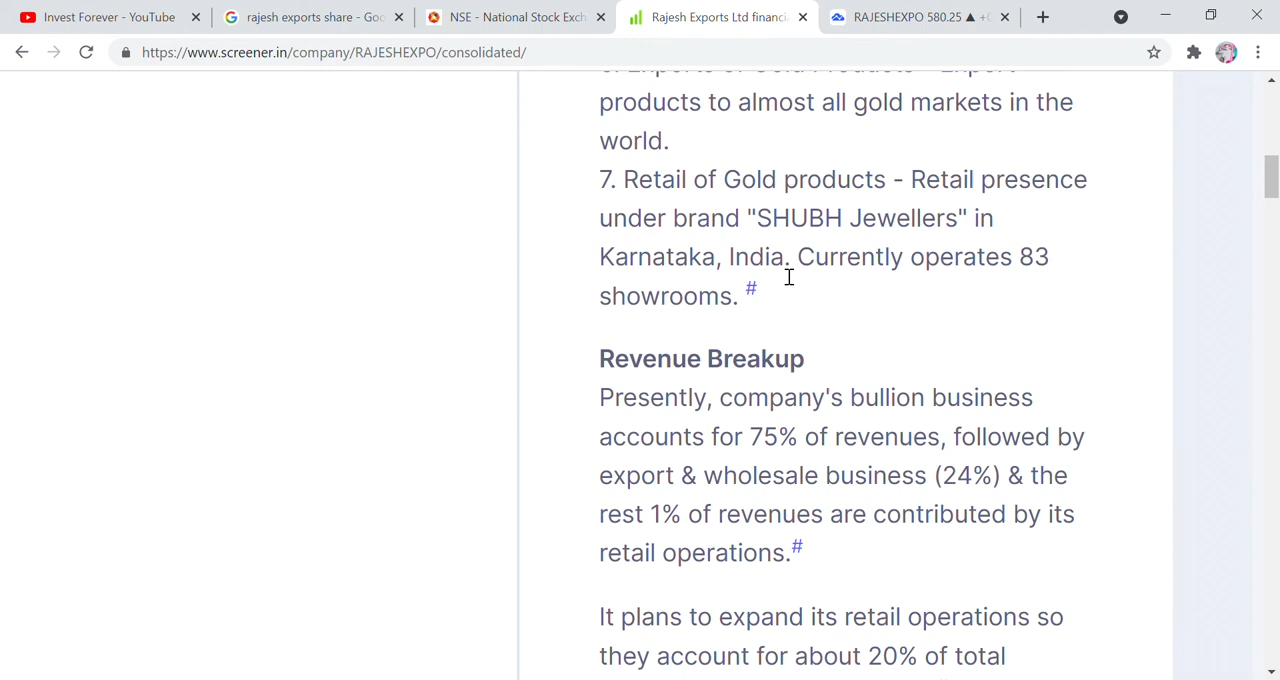 Invest Forever - YouTube
rajesh exports share - Goo
NSE - National Stock Exch
Rajesh Exports Ltd financi
RAJESHEXPO 580.25 ▲ +
https://www.screener.in/company/RAJESHEXPO/consolidated/
products to almost all gold markets in the
world.
7. Retail of Gold products - Retail presence
under brand "SHUBH Jewellers" in
Karnataka, India. Currently operates 83
showrooms. #
Revenue Breakup
Presently, company's bullion business
accounts for 75% of revenues, followed by
export & wholesale business (24%) & the
rest 1% of revenues are contributed by its
retail operations.#
It plans to expand its retail operations so
they account for about 20% of total